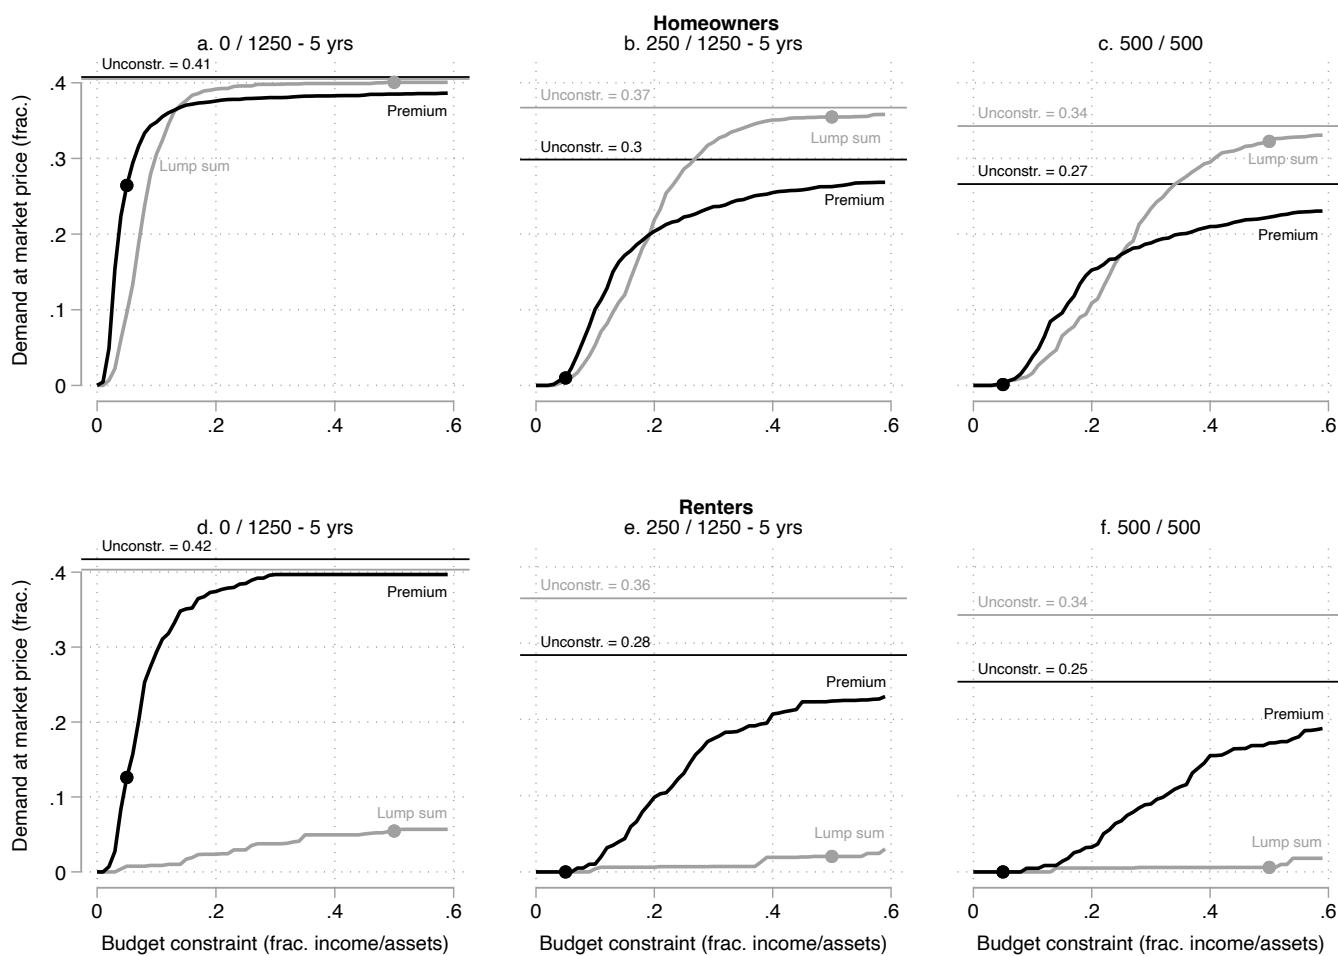 Homeowners
a. 0 / 1250 - 5 yrs
b. 250 / 1250 - 5 yrs
c. 500 / 500
Demand at market price (frac.)
Unconstr. = 0.41
Premium
Lump sum
.4
.3
.2
.1
0
0 .2 .4 .6
Unconstr. = 0.37
Unconstr. = 0.3
Lump sum
Premium
0 .2 .4 .6
Unconstr. = 0.34
Unconstr. = 0.27
Lump sum
Premium
0 .2 .4 .6
Renters
d. 0 / 1250 - 5 yrs
e. 250 / 1250 - 5 yrs
f. 500 / 500
Demand at market price (frac.)
Unconstr. = 0.42
Premium
Lump sum
.4
.3
.2
.1
0
0 .2 .4 .6
Budget constraint (frac. income/assets)
Unconstr. = 0.36
Unconstr. = 0.28
Premium
Lump sum
0 .2 .4 .6
Budget constraint (frac. income/assets)
Unconstr. = 0.34
Unconstr. = 0.25
Premium
Lump sum
0 .2 .4 .6
Budget constraint (frac. income/assets)